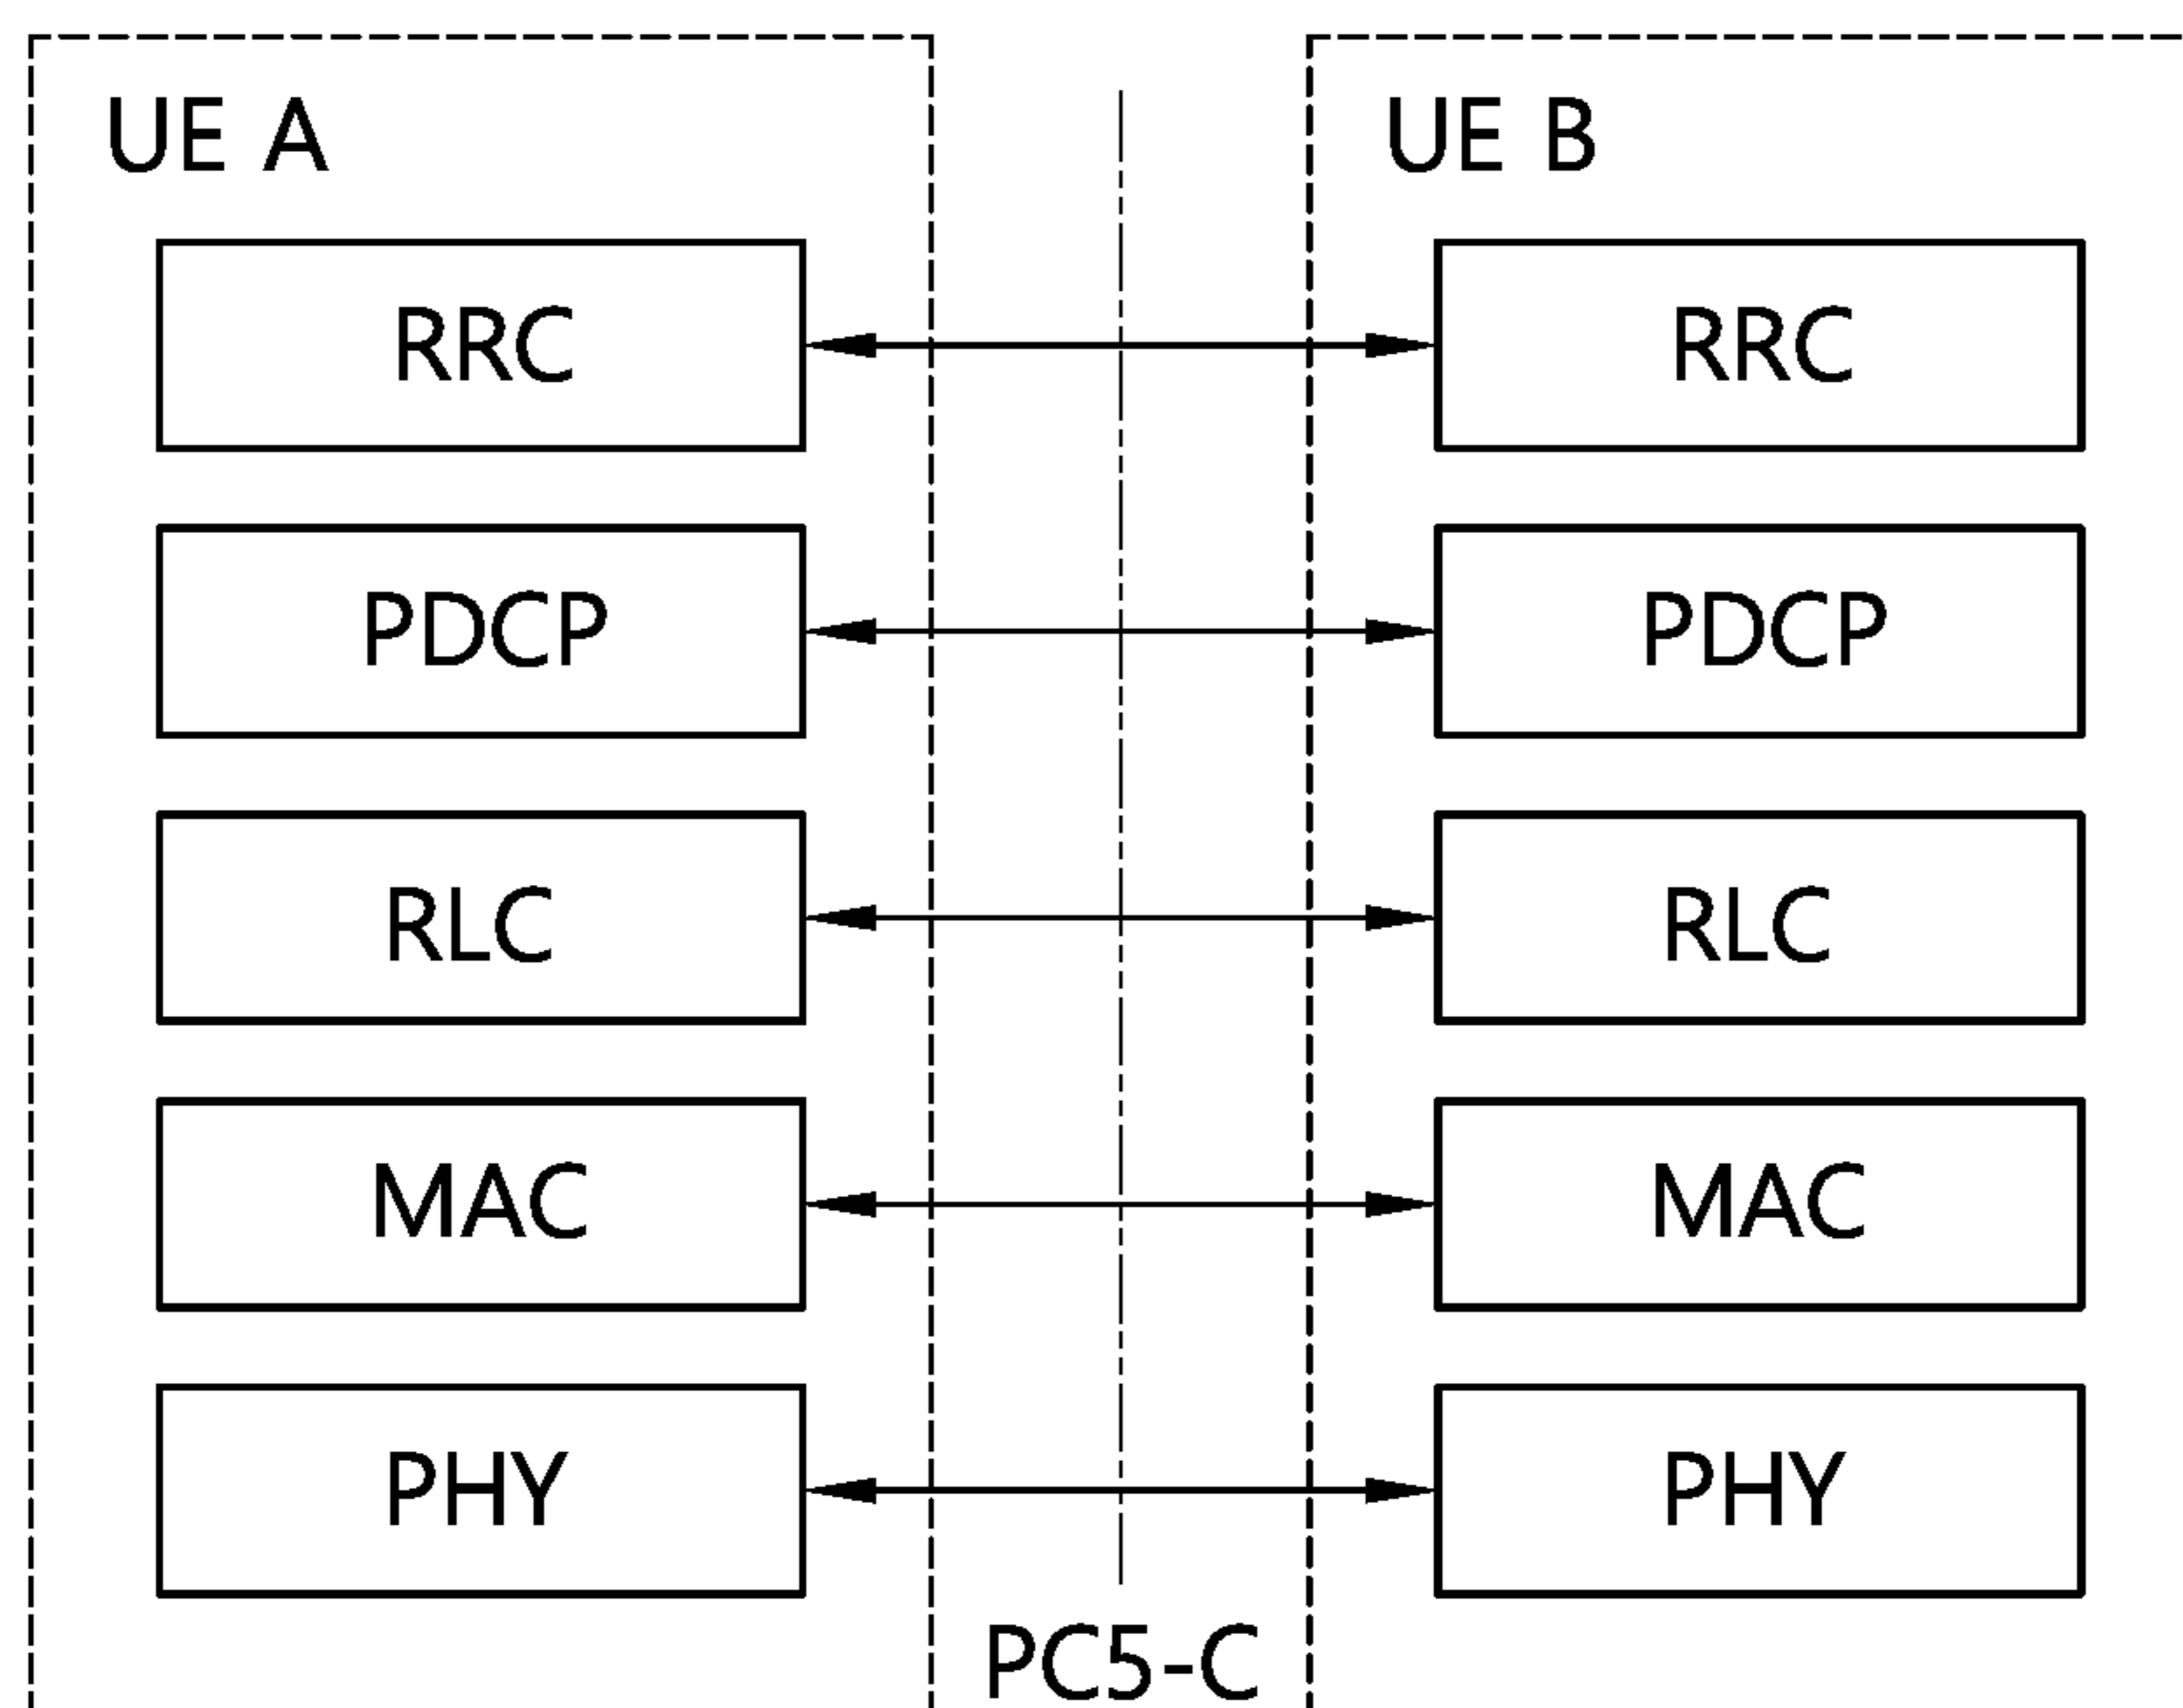 UE A
UE B
RRC
RRC
PDCP
PDCP
RLC
RLC
MAC
MAC
PHY
PHY
PC5-C